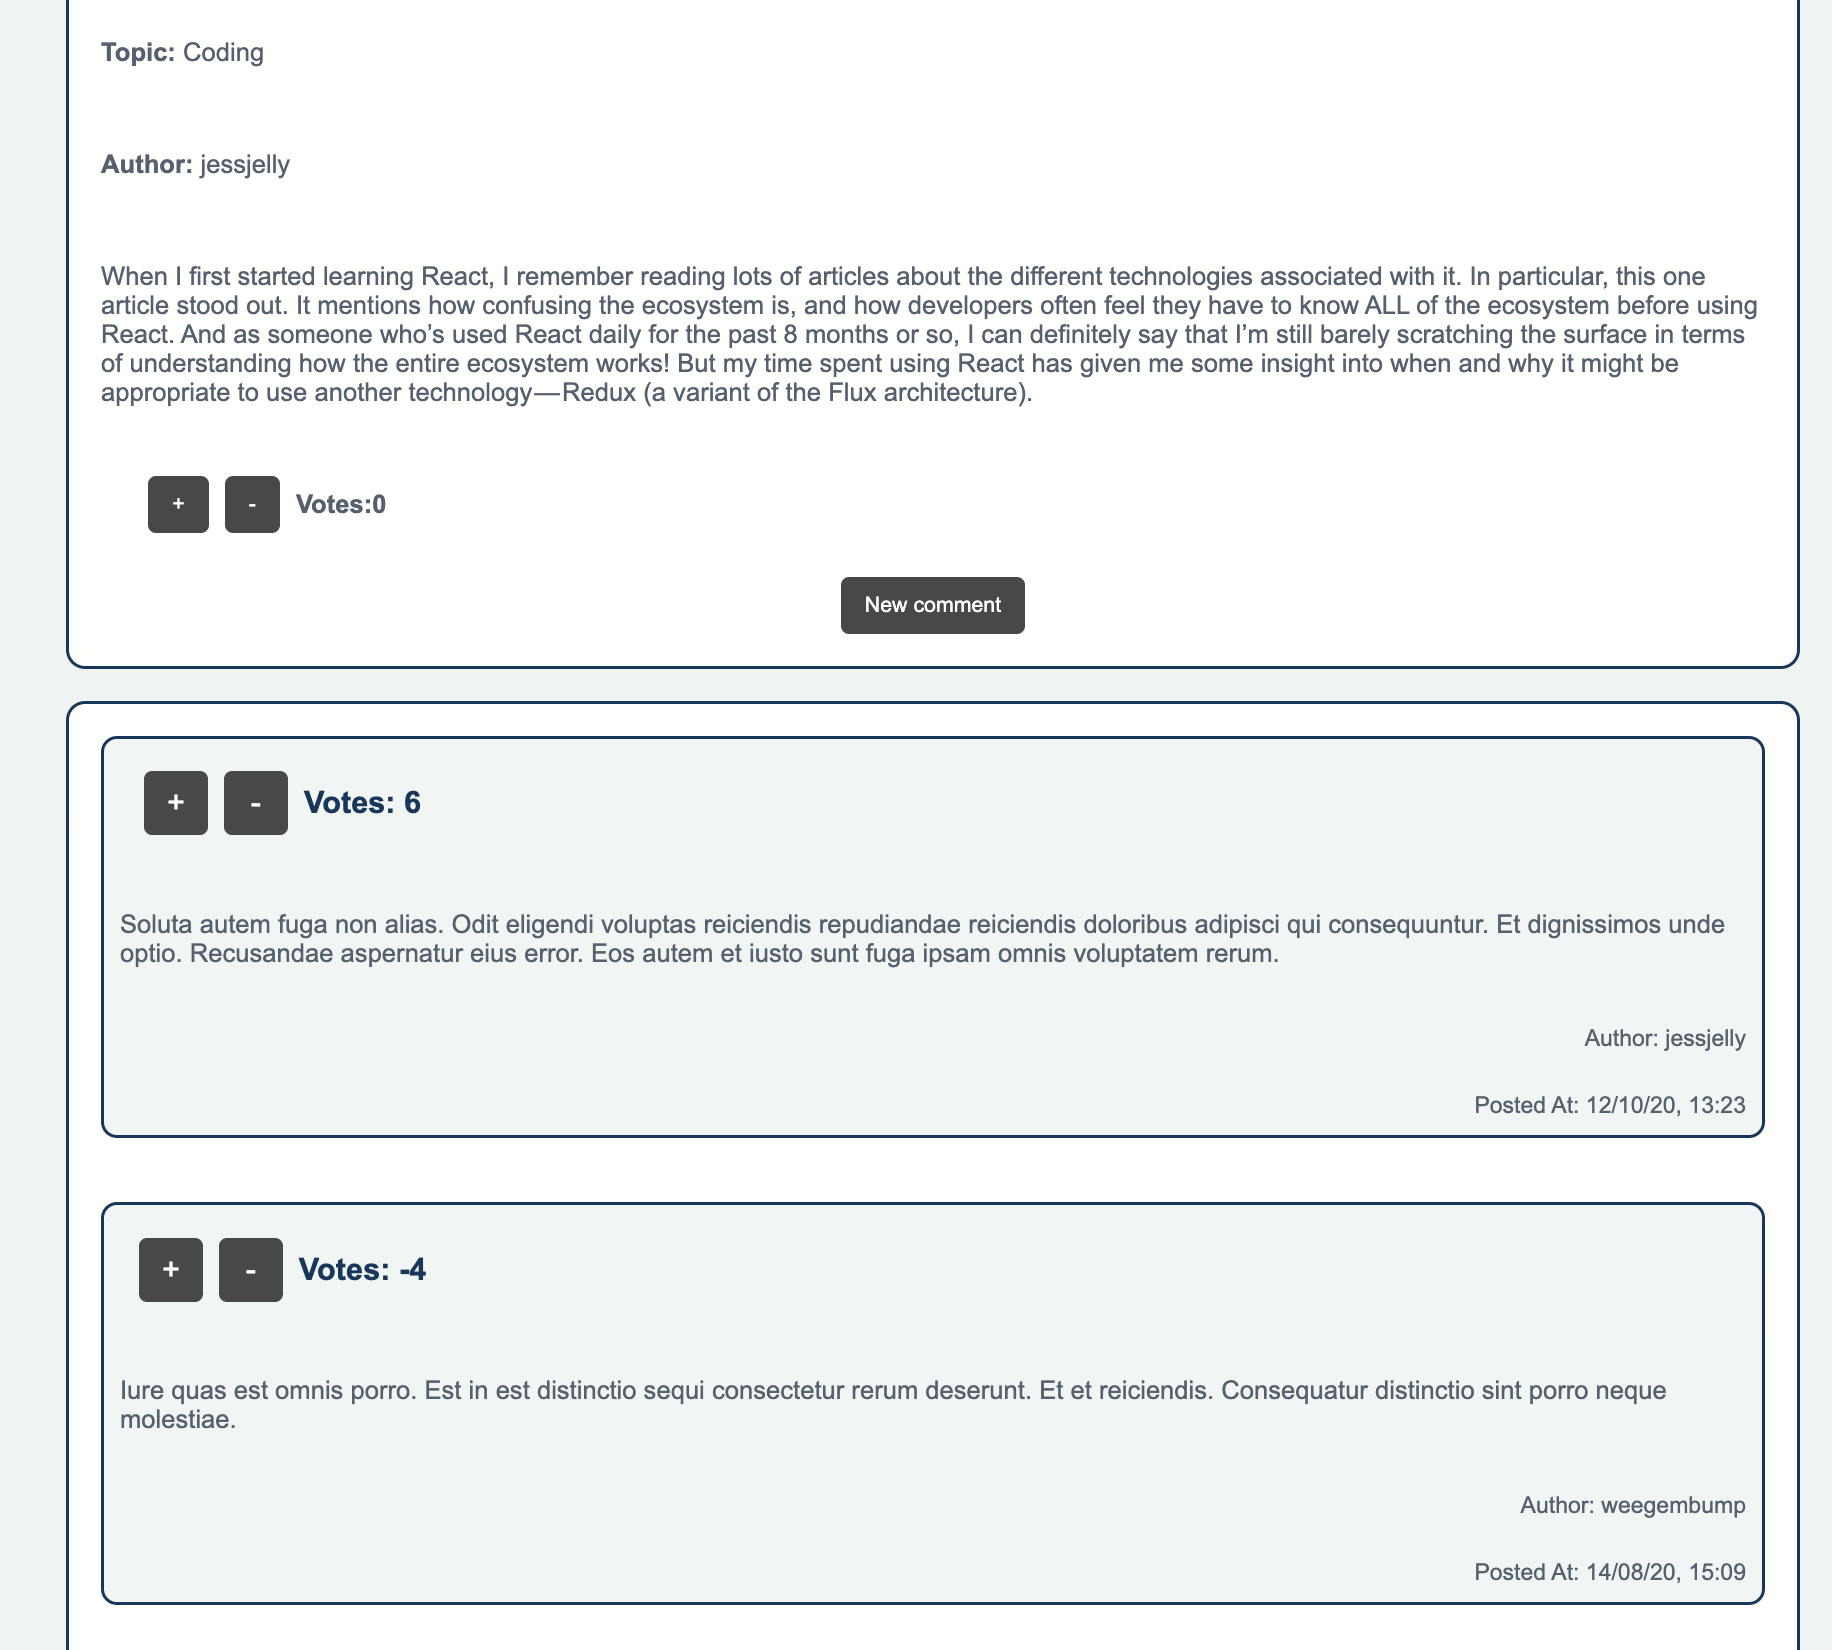 Topic: Coding
Author: jessjelly
When I first started learning React, I remember reading lots of articles about the different technologies associated with it. In particular, this one
article stood out. It mentions how confusing the ecosystem is, and how developers often feel they have to know ALL of the ecosystem before using
React. And as someone who’s used React daily for the past 8 months or so, I can definitely say that I’m still barely scratching the surface in terms
of understanding how the entire ecosystem works! But my time spent using React has given me some insight into when and why it might be
appropriate to use another technology — Redux (a variant of the Flux architecture).
+ - Votes:0
New comment
+ - Votes: 6
Soluta autem fuga non alias. Odit eligendi voluptas reiciendis repudiandae reiciendis doloribus adipisci qui consequuntur. Et dignissimos unde
optio. Recusandae aspernatur eius error. Eos autem et iusto sunt fuga ipsam omnis voluptatem rerum.
Author: jessjelly
Posted At: 12/10/20, 13:23
+ - Votes: -4
Iure quas est omnis porro. Est in est distinctio sequi consectetur rerum deserunt. Et et reiciendis. Consequatur distinctio sint porro neque
molestiae.
Author: weegembump
Posted At: 14/08/20, 15:09